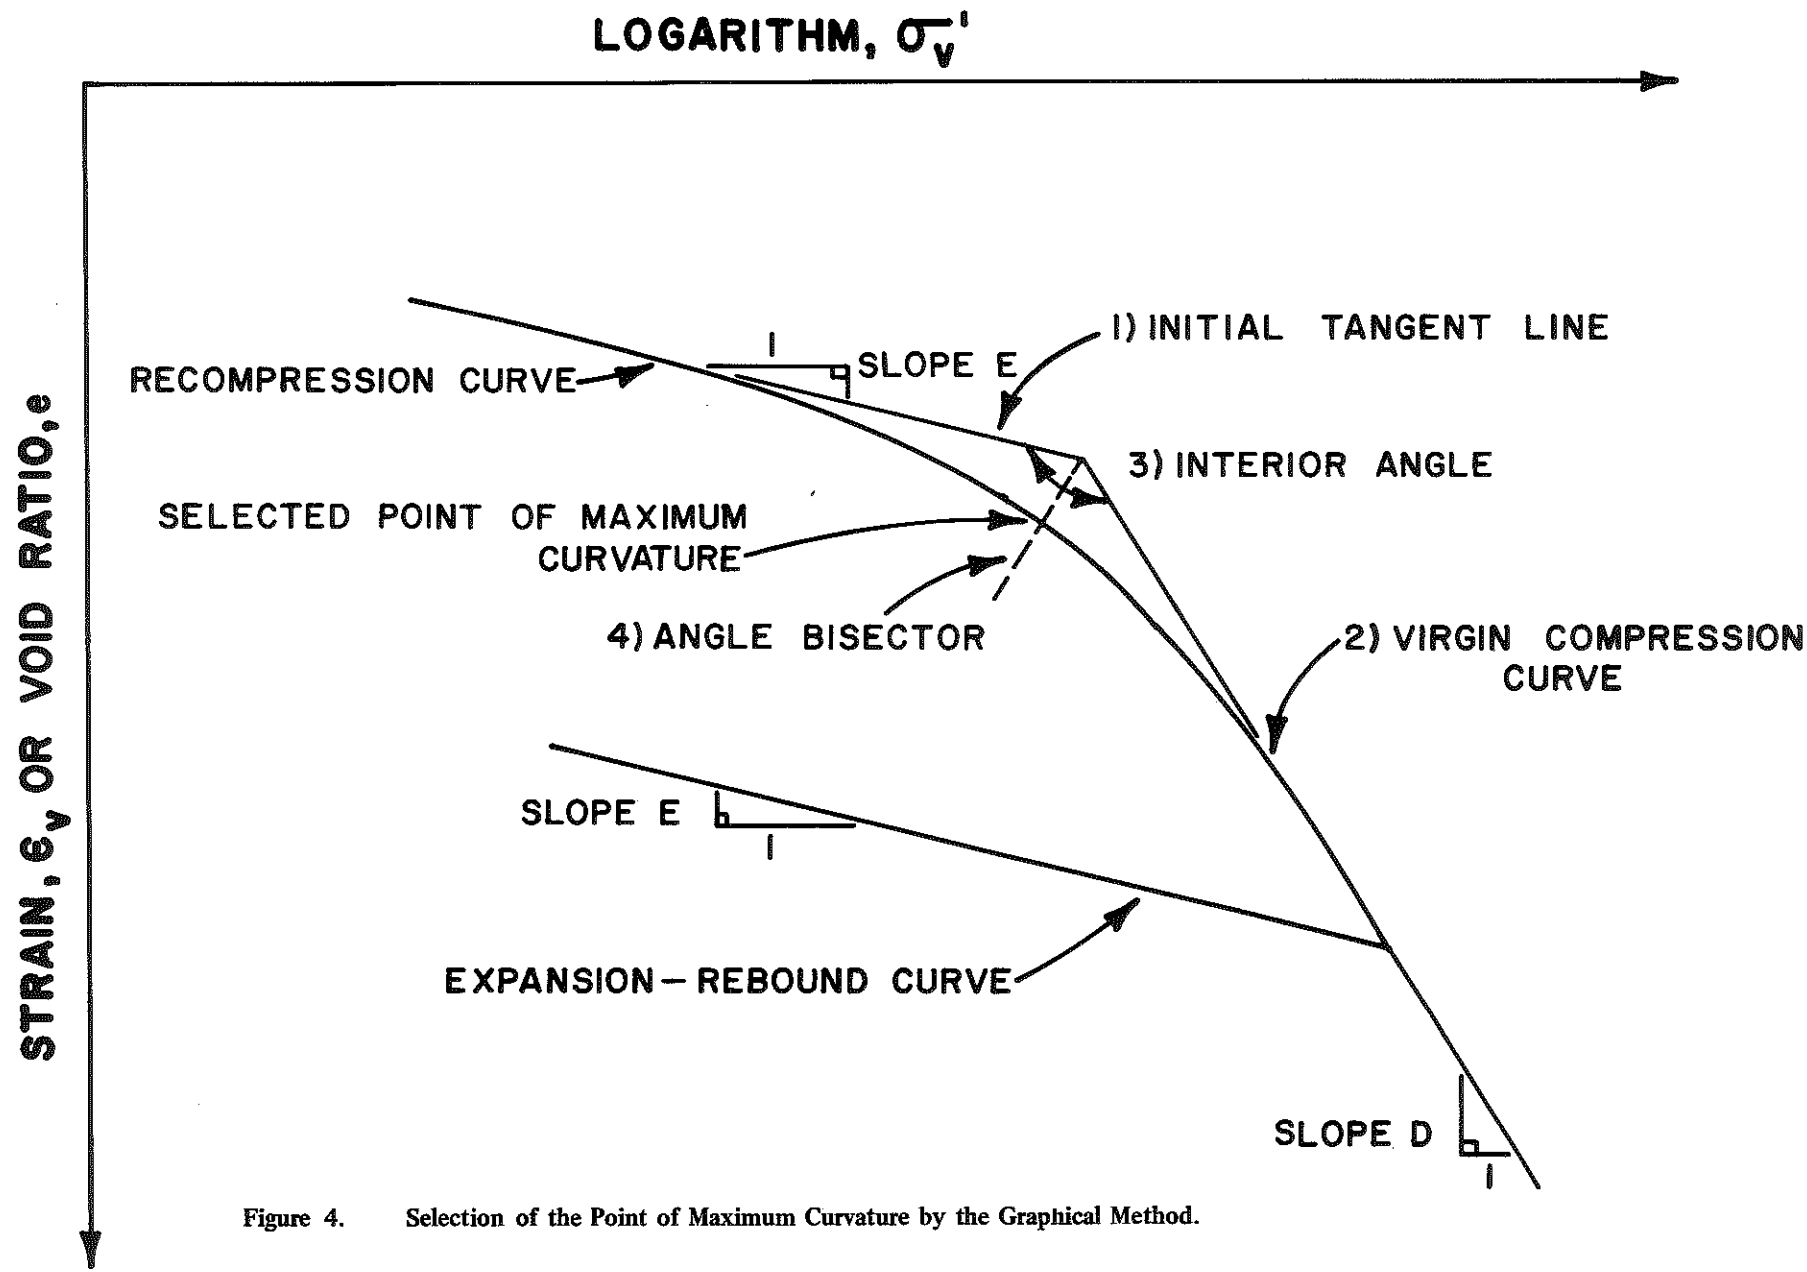 LOGARITHM, σv'
1) INITIAL TANGENT LINE
1
SLOPE E
RECOMPRESSION CURVE
3) INTERIOR ANGLE
SELECTED POINT OF MAXIMUM
CURVATURE
4) ANGLE BISECTOR
2) VIRGIN COMPRESSION
CURVE
STRAIN, ϵv OR VOID RATIO, e
SLOPE E
1
EXPANSION – REBOUND CURVE
SLOPE D
1
Figure 4. Selection of the Point of Maximum Curvature by the Graphical Method.